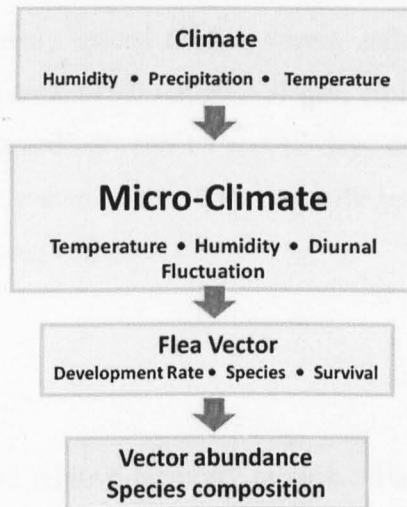 Climate
Humidity • Precipitation • Temperature
Micro-Climate
Temperature • Humidity • Diurnal
Fluctuation
Flea Vector
Development Rate • Species • Survival
Vector abundance
Species composition